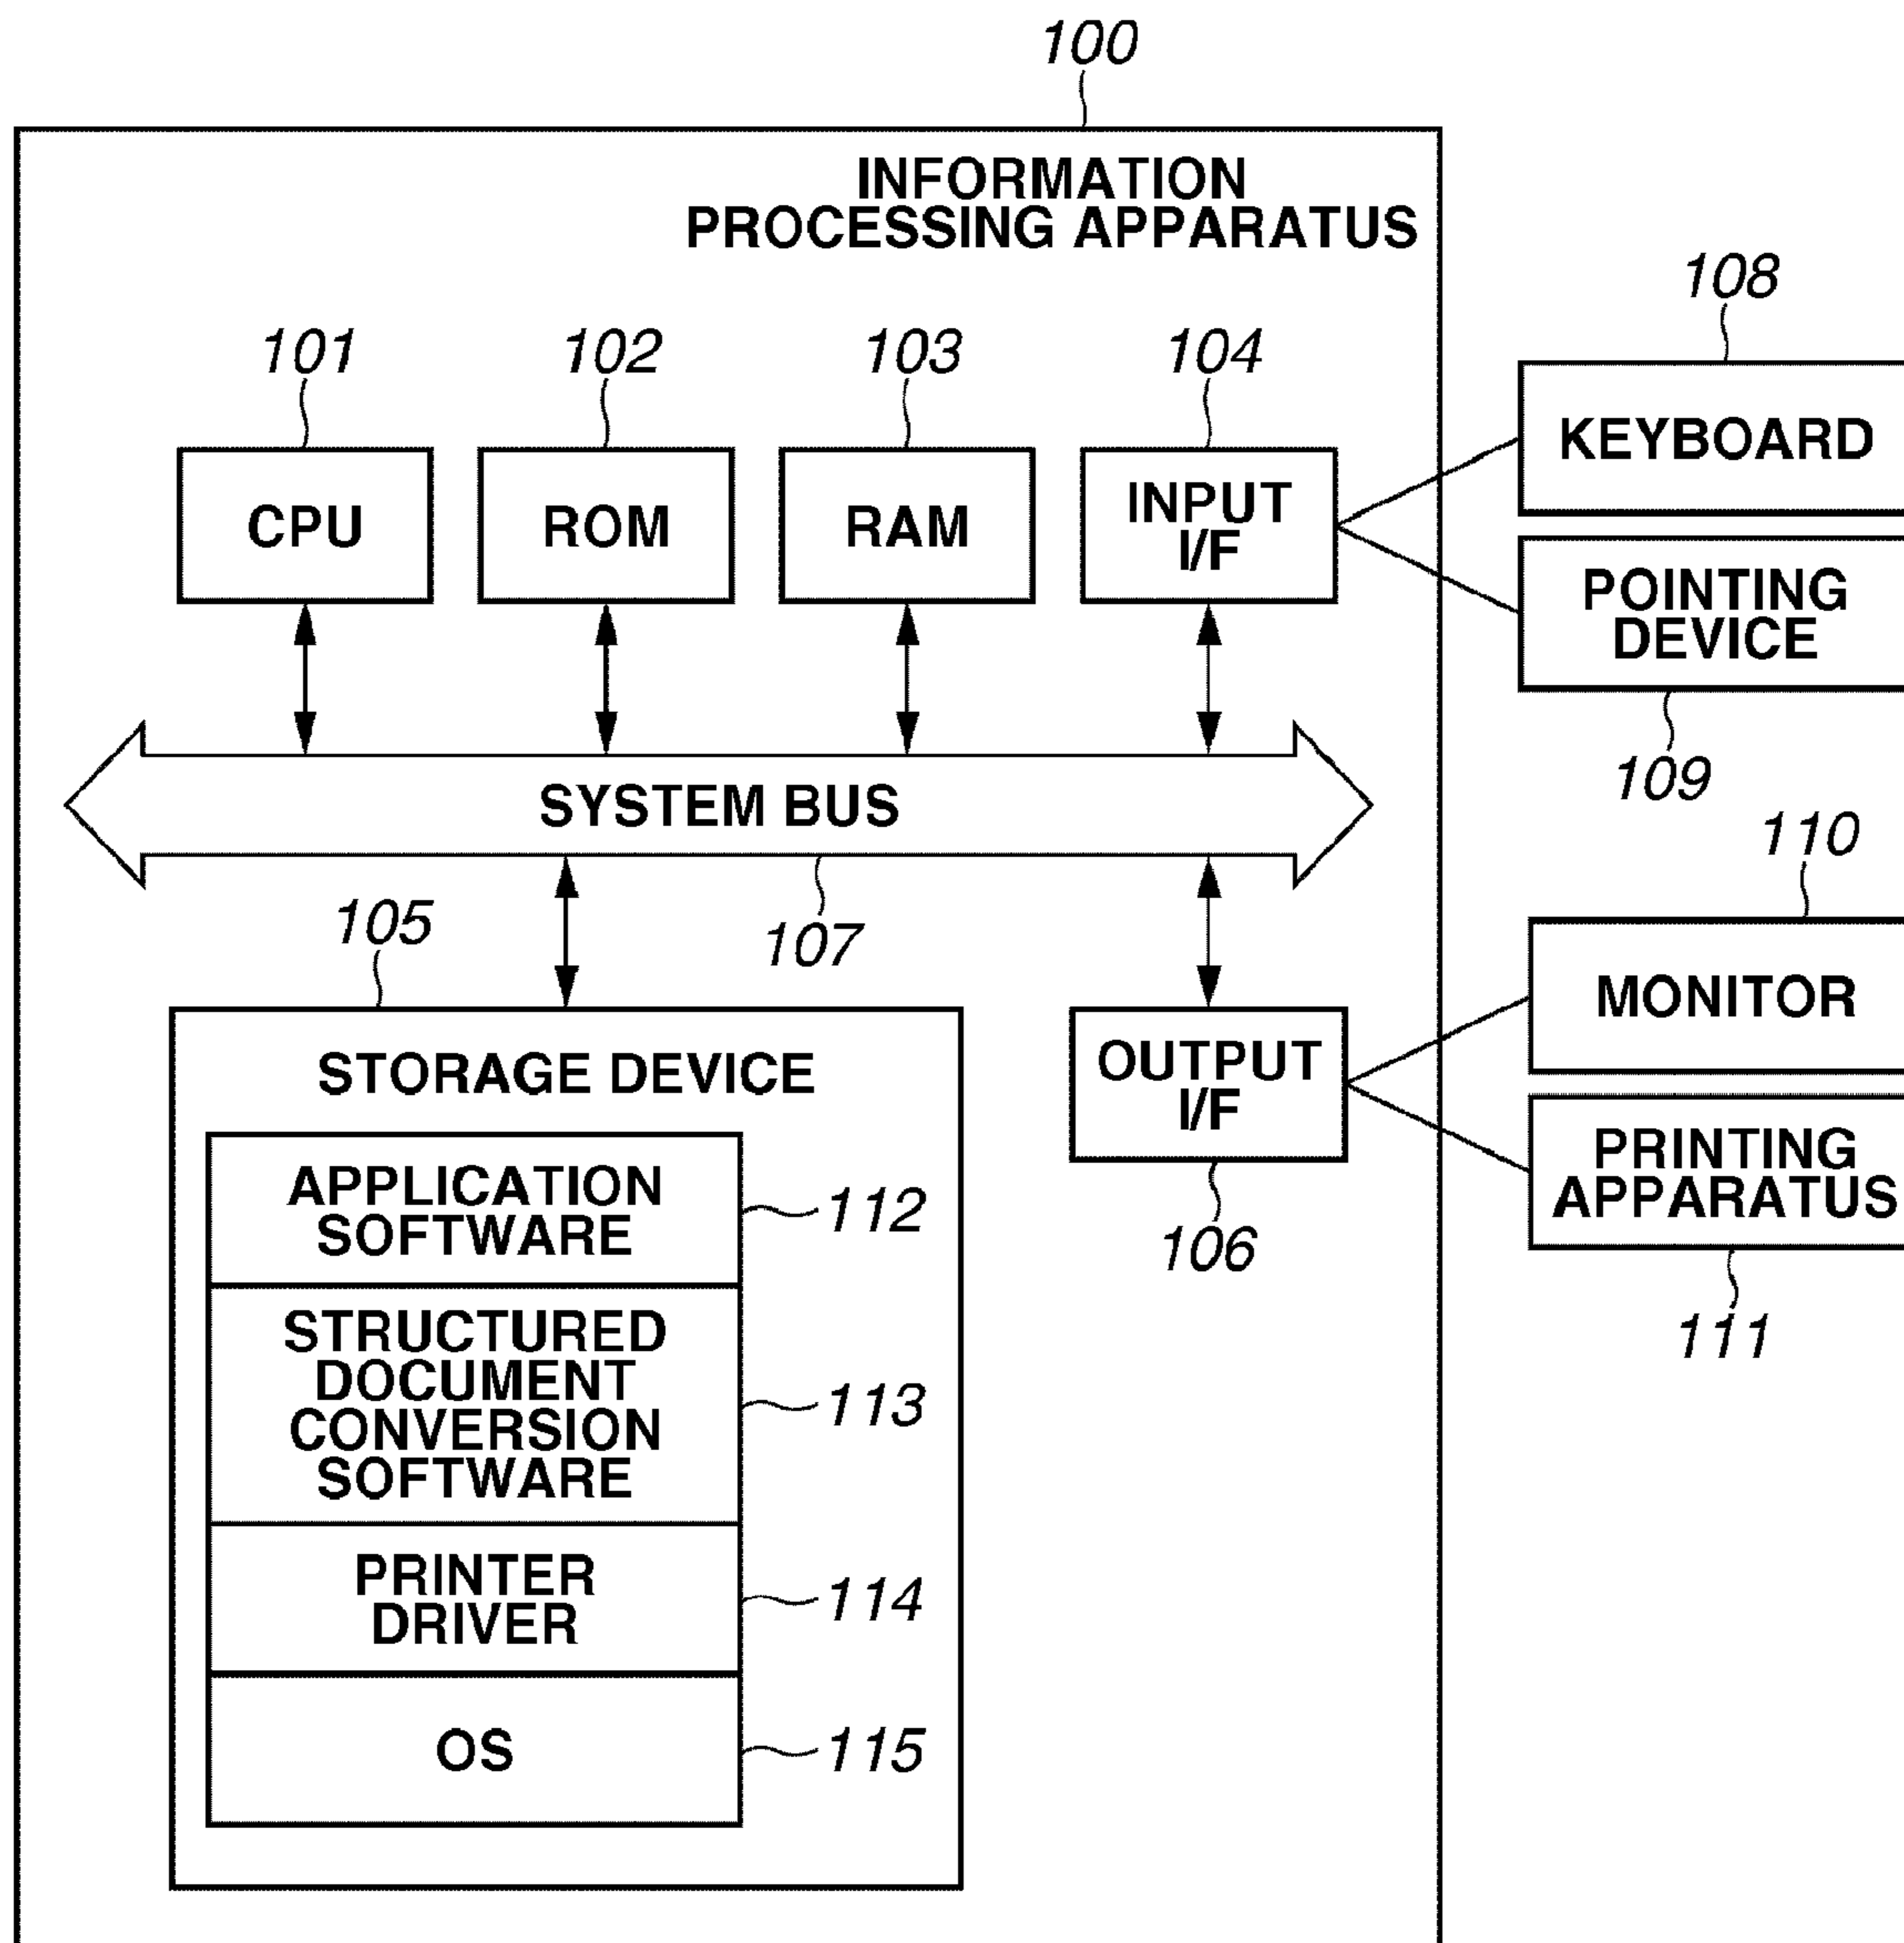 100
INFORMATION
PROCESSING APPARATUS
108
101
102
103
104
KEYBOARD
CPU
ROM
RAM
INPUT
I/F
POINTING
DEVICE
109
SYSTEM BUS
110
105
107
MONITOR
STORAGE DEVICE
OUTPUT
I/F
PRINTING
APPARATUS
APPLICATION
SOFTWARE
112
106
111
STRUCTURED
DOCUMENT
CONVERSION
SOFTWARE
113
PRINTER
DRIVER
114
OS
115